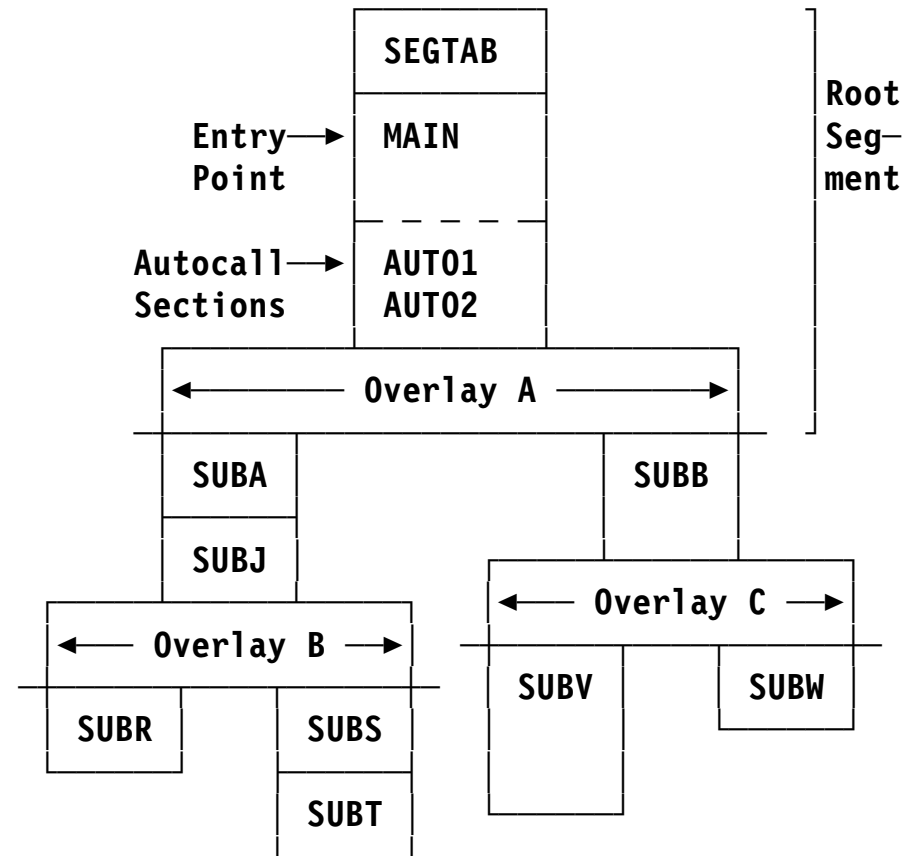 SEGTAB
Root
Entry MAIN Seg-
Point ment
Autocall AUTO1
Sections AUTO2
Overlay A
SUBA SUBB
SUBJ
Overlay C
Overlay B
SUBV SUBW
SUBR SUBS
SUBT